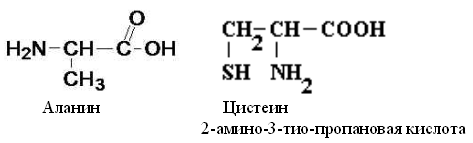 O
H₂N–CH–C–OH
CH₃
Аланин
CH₂–CH–COOH
SH NH₂
Цистеин
2-амино-3-тио-пропановая кислота